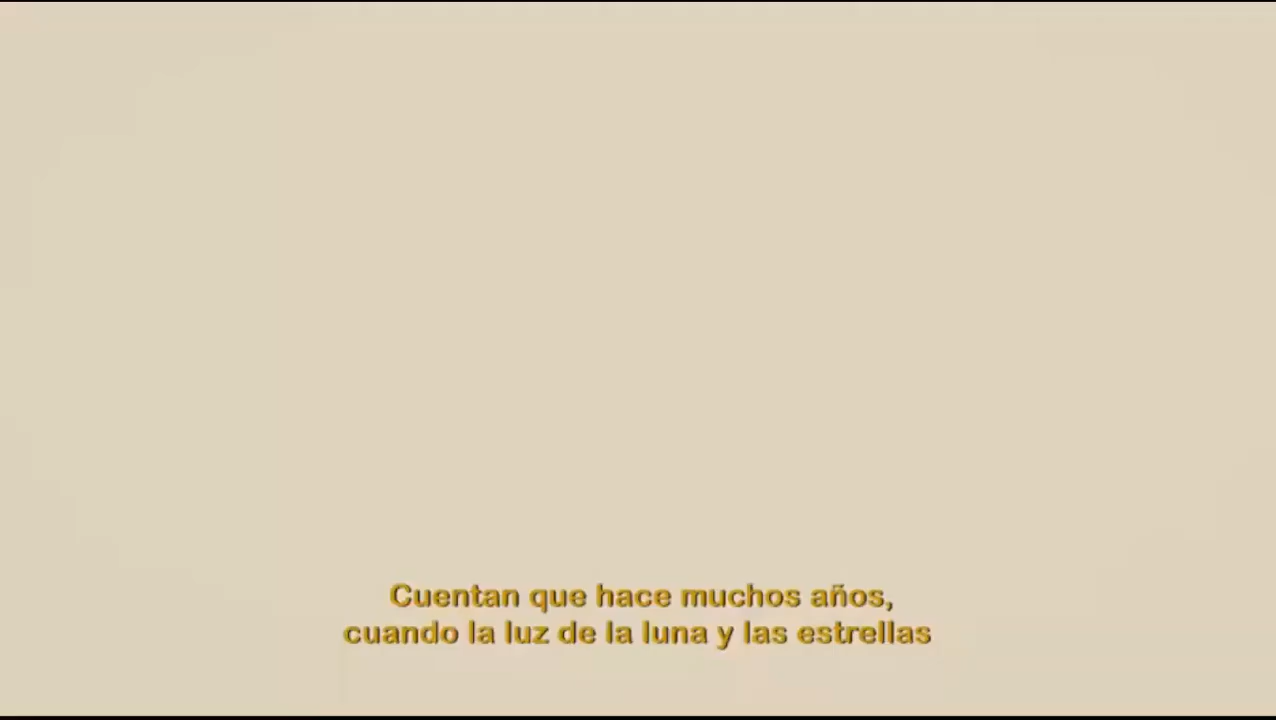 Cuentan que hace muchos años,
cuando la luz de la luna y las estrellas